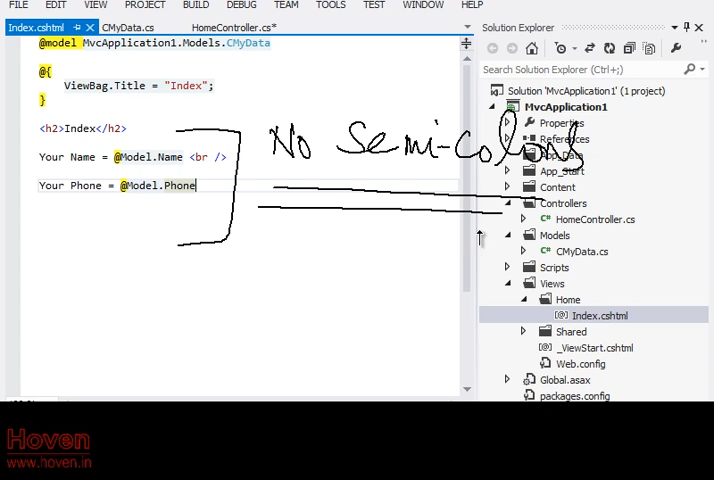 FILE EDIT VIEW PROJECT BUILD DEBUG TEAM TOOLS TEST WINDOW HELP
Index.cshtml CMyData.cs HomeController.cs*
@model MvcApplication1.Models.CMyData
@{
ViewBag.Title = "Index";
}
<h2>Index</h2>
Your Name = @Model.Name <br />
Your Phone = @Model.Phone
No Semi-colons
Solution Explorer
Search Solution Explorer (Ctrl+;)
Solution 'MvcApplication1' (1 project)
MvcApplication1
Properties
References
App_Data
App_Start
Content
Controllers
HomeController.cs
Models
CMyData.cs
Scripts
Views
Home
Index.cshtml
Shared
_ViewStart.cshtml
Web.config
Global.asax
packages.config
Hoven
www.hoven.in